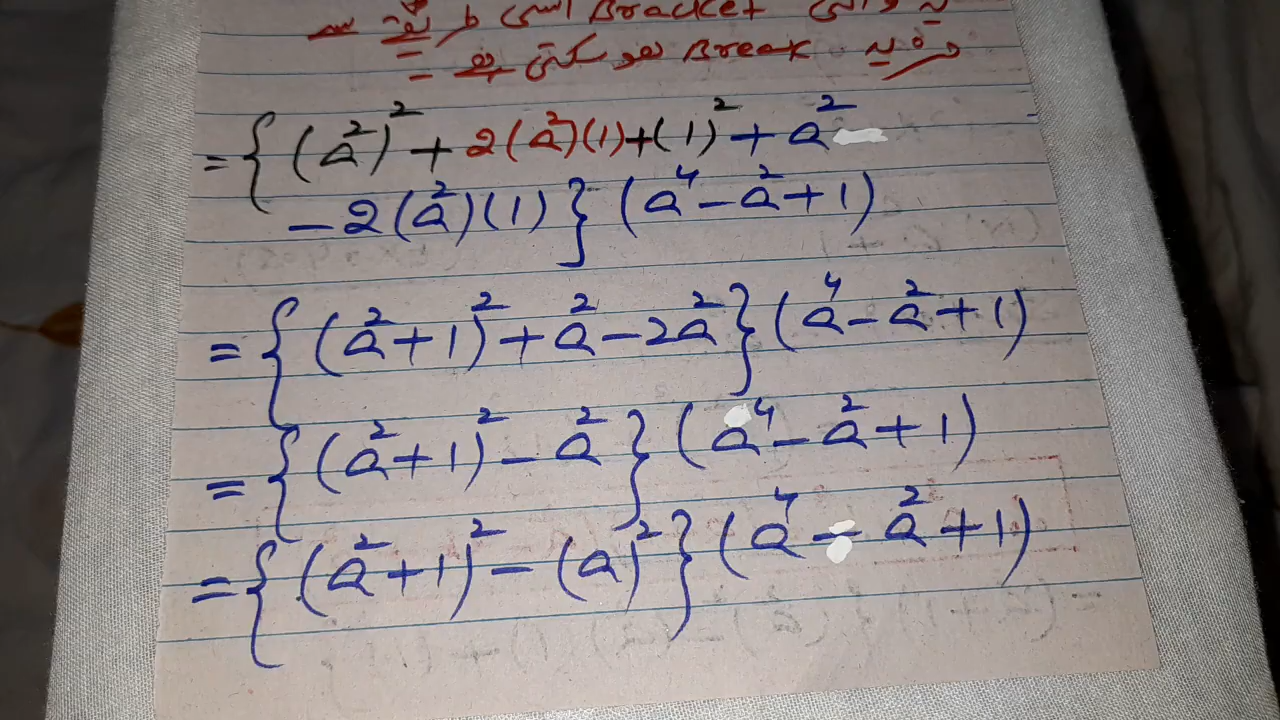 یہ والی Bracket اسی طریقے سے
مزید Break ہو سکتی ہے۔
= {(a²)² + 2(a²)(1) + (1)² + a²
− 2(a²)(1)} (a⁴ − a² + 1)
= {(a² + 1)² + a² − 2a²} (a⁴ − a² + 1)
= {(a² + 1)² − a²} (a⁴ − a² + 1)
= {(a² + 1)² − (a)²} (a⁴ − a² + 1)